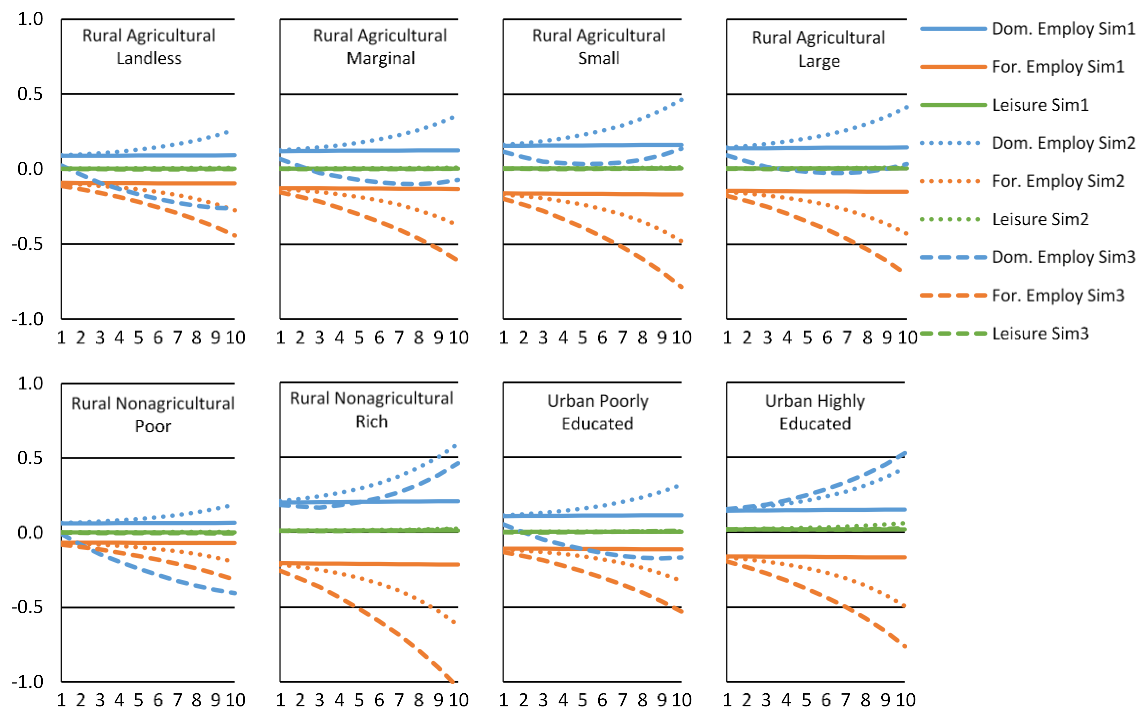 1.0
0.5
0.0
-0.5
-1.0
Rural Agricultural
Landless
1 2 3 4 5 6 7 8 9 10
Rural Agricultural
Marginal
1 2 3 4 5 6 7 8 9 10
Rural Agricultural
Small
1 2 3 4 5 6 7 8 9 10
Rural Agricultural
Large
1 2 3 4 5 6 7 8 9 10
Dom. Employ Sim1
For. Employ Sim1
Leisure Sim1
Dom. Employ Sim2
For. Employ Sim2
Leisure Sim2
Dom. Employ Sim3
For. Employ Sim3
Leisure Sim3
1.0
0.5
0.0
-0.5
-1.0
Rural Nonagricultural
Poor
1 2 3 4 5 6 7 8 9 10
Rural Nonagricultural
Rich
1 2 3 4 5 6 7 8 9 10
Urban Poorly
Educated
1 2 3 4 5 6 7 8 9 10
Urban Highly
Educated
1 2 3 4 5 6 7 8 9 10